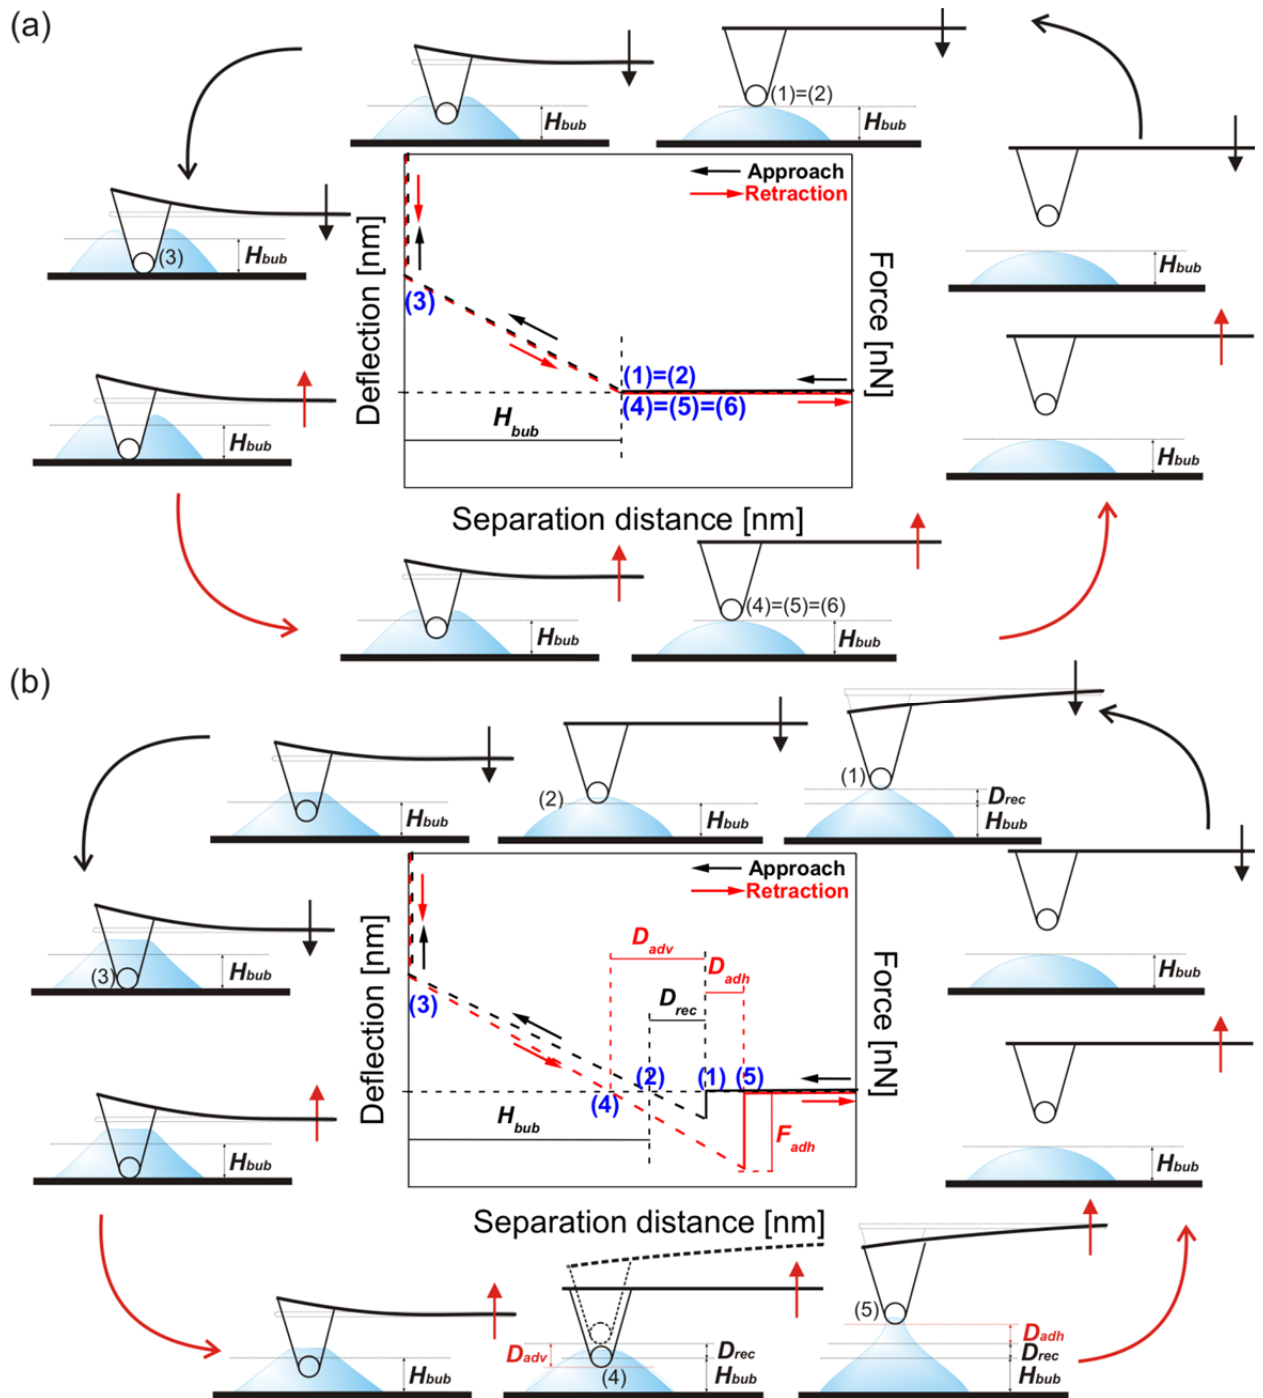 (a)
(1)=(2)
Hbub
Hbub
Approach
Retraction
(3)
Hbub
Hbub
Deflection [nm]
Force [nN]
(3)
(1)=(2)
(4)=(5)=(6)
Hbub
Hbub
Hbub
Separation distance [nm]
(4)=(5)=(6)
Hbub
Hbub
(b)
(1)
(2)
Drec
Hbub
Hbub
Hbub
Approach
Retraction
(3)
Hbub
Hbub
Deflection [nm]
Force [nN]
Dadv
Dadh
Drec
(3)
(2)
(1)
(5)
(4)
Hbub
Fadh
Hbub
Hbub
Separation distance [nm]
(5)
Dadh
Drec
Hbub
Dadv
Drec
(4)
Hbub
Hbub